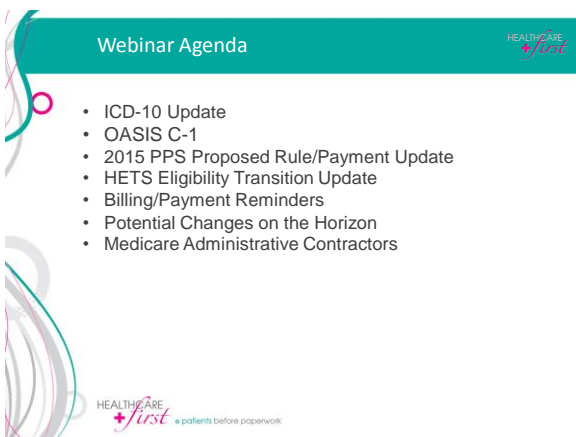 Webinar Agenda
HEALTHCARE
first
• ICD-10 Update
• OASIS C-1
• 2015 PPS Proposed Rule/Payment Update
• HETS Eligibility Transition Update
• Billing/Payment Reminders
• Potential Changes on the Horizon
• Medicare Administrative Contractors
HEALTHCARE
first patients before paperwork